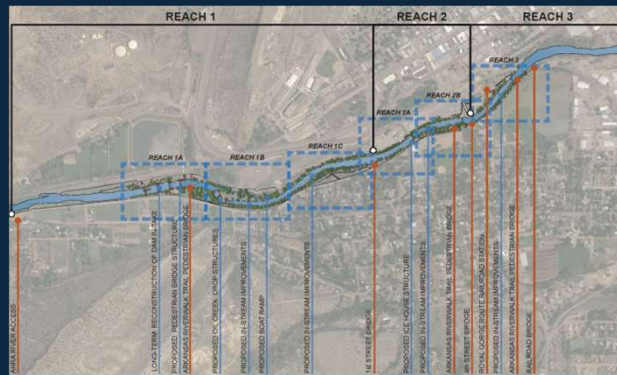 REACH 1
REACH 2
REACH 3
REACH 3
REACH 2B
REACH 2A
REACH 1C
REACH 1A
REACH 1B
AHRA RIVER ACCESS
LONG-TERM RECONSTRUCTION OF DAM INTAKE
PROPOSED PEDESTRIAN BRIDGE STRUCTURE
ARKANSAS RIVERWALK TRAIL PEDESTRIAN BRIDGE
PROPOSED OIL CREEK DROP STRUCTURES
PROPOSED IN-STREAM IMPROVEMENTS
PROPOSED BOAT RAMP
PROPOSED IN-STREAM IMPROVEMENTS
1st STREET BRIDGE
PROPOSED ICE HOUSE STRUCTURE
PROPOSED IN-STREAM IMPROVEMENTS
ARKANSAS RIVERWALK TRAIL PEDESTRIAN BRIDGE
4th STREET BRIDGE
ROYAL GORGE ROUTE RAILROAD STATION
PROPOSED IN-STREAM IMPROVEMENTS
ARKANSAS RIVERWALK TRAIL PEDESTRIAN BRIDGE
RAILROAD BRIDGE